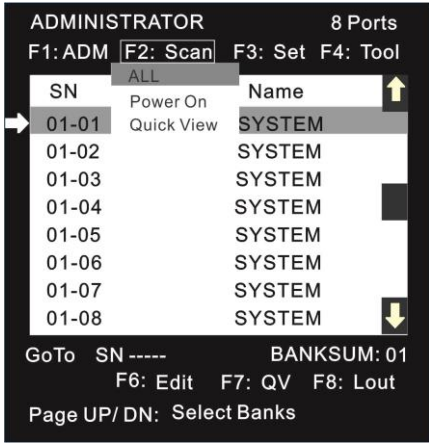 ADMINISTRATOR 8 Ports
F1: ADM F2: Scan F3: Set F4: Tool
ALL
SN Name
Power On
01-01 Quick View SYSTEM
01-02 SYSTEM
01-03 SYSTEM
01-04 SYSTEM
01-05 SYSTEM
01-06 SYSTEM
01-07 SYSTEM
01-08 SYSTEM
GoTo SN ----- BANKSUM: 01
F6: Edit F7: QV F8: Lout
Page UP/ DN: Select Banks